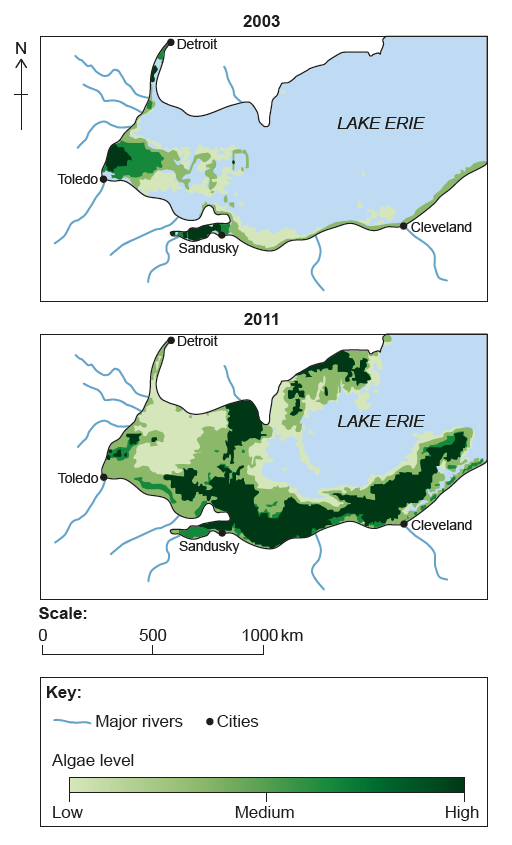 2003
N
Detroit
LAKE ERIE
Toledo
Cleveland
Sandusky
2011
Detroit
LAKE ERIE
Toledo
Cleveland
Sandusky
Scale:
0 500 1000 km
Key:
Major rivers Cities
Algae level
Low Medium High